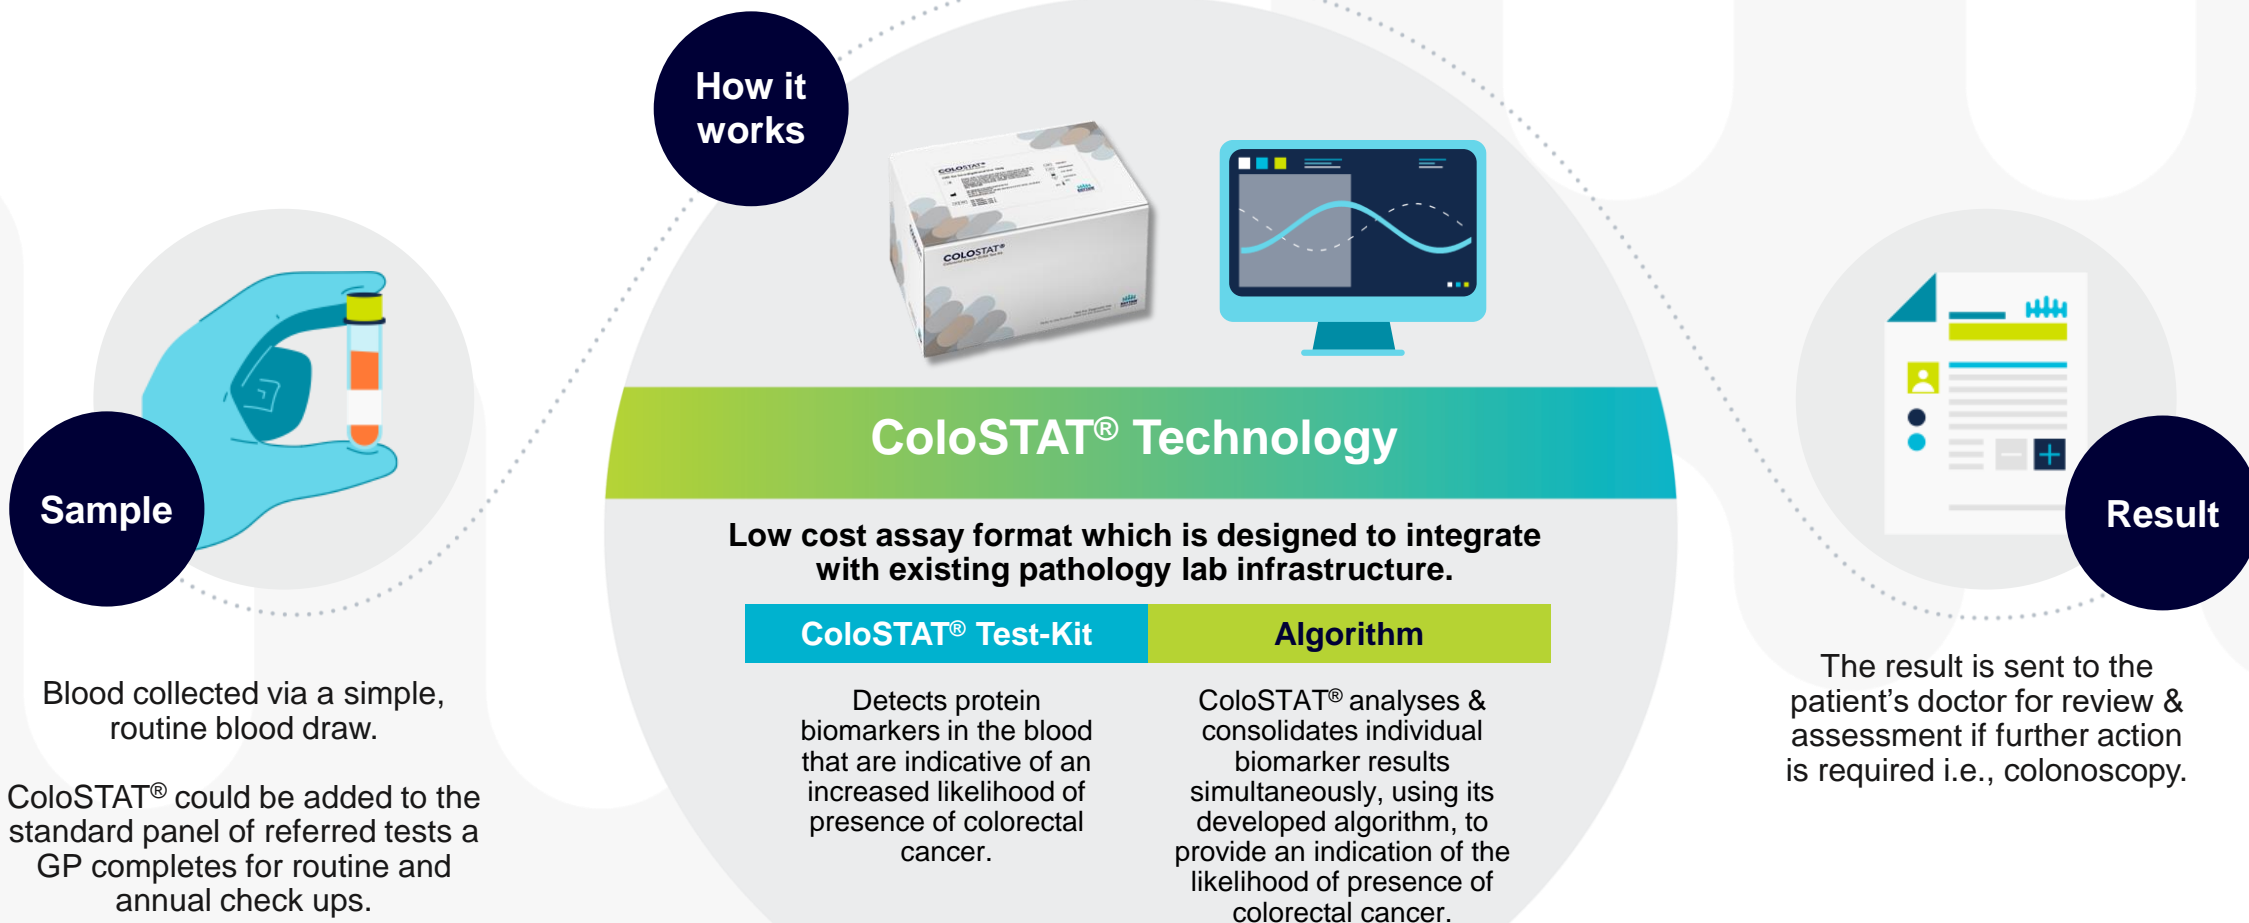 How it
works
COLOSTAT®
COLOSTAT®
ColoSTAT® Technology
Low cost assay format which is designed to integrate
with existing pathology lab infrastructure.
ColoSTAT® Test-Kit
Algorithm
Detects protein
biomarkers in the blood
that are indicative of an
increased likelihood of
presence of colorectal
cancer.
ColoSTAT® analyses &
consolidates individual
biomarker results
simultaneously, using its
developed algorithm, to
provide an indication of the
likelihood of presence of
colorectal cancer.
Sample
Blood collected via a simple,
routine blood draw.
ColoSTAT® could be added to the
standard panel of referred tests a
GP completes for routine and
annual check ups.
Result
The result is sent to the
patient’s doctor for review &
assessment if further action
is required i.e., colonoscopy.